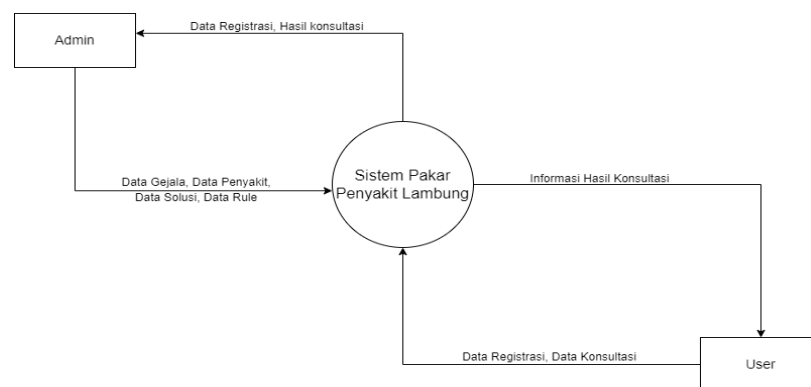 Data Registrasi, Hasil konsultasi
Admin
Sistem Pakar
Penyakit Lambung
Data Gejala, Data Penyakit,
Data Solusi, Data Rule
Informasi Hasil Konsultasi
Data Registrasi, Data Konsultasi
User